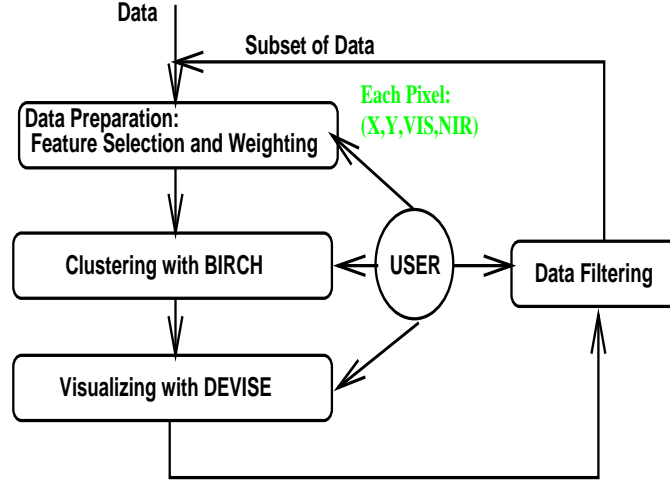 Data
Subset of Data
Each Pixel:
(X,Y,VIS,NIR)
Data Preparation:
Feature Selection and Weighting
Clustering with BIRCH
USER
Data Filtering
Visualizing with DEVISE